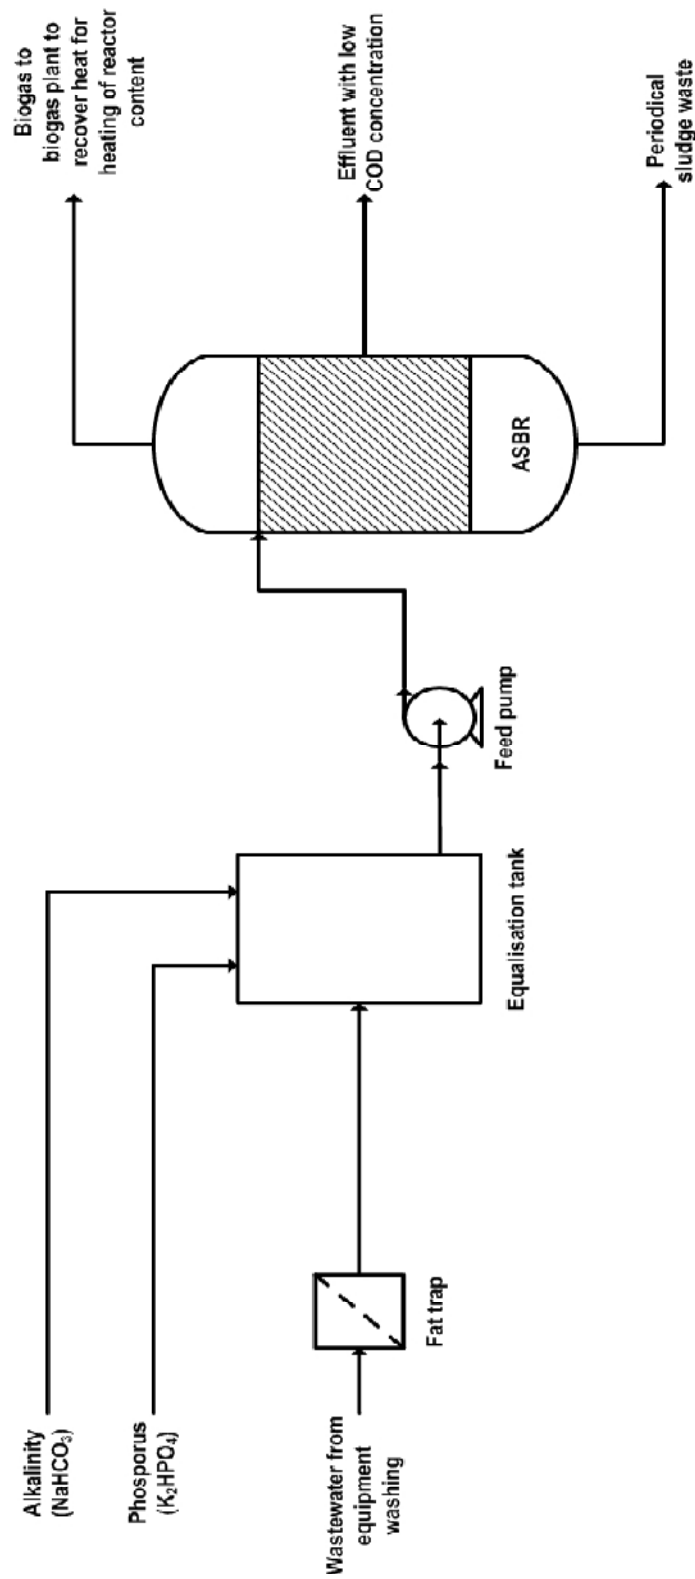 Alkalinity
(NaHCO₃)
Phosporus
(K₂HPO₄)
Wastewater from
equipment
washing
Fat trap
Equalisation tank
Feed pump
ASBR
Biogas to
biogas plant to
recover heat for
heating of reactor
content
Effluent with low
COD concentration
Periodical
sludge waste